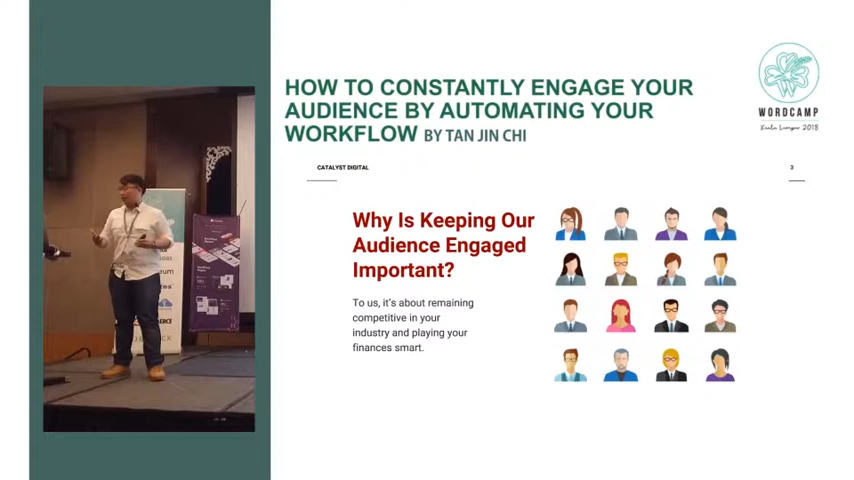 HOW TO CONSTANTLY ENGAGE YOUR
AUDIENCE BY AUTOMATING YOUR
WORKFLOW BY TAN JIN CHI
WORDCAMP
Kuala Lumpur 2018
CATALYST DIGITAL
3
Why Is Keeping Our
Audience Engaged
Important?
To us, it's about remaining
competitive in your
industry and playing your
finances smart.